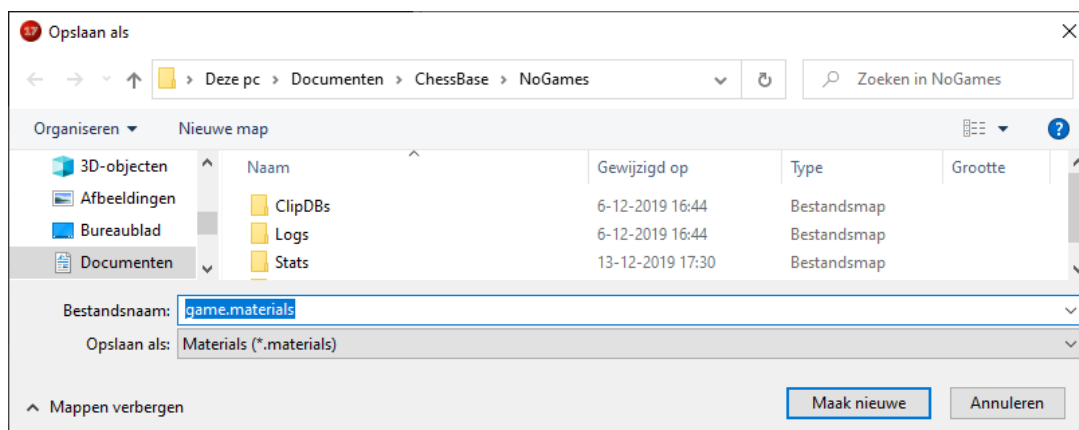 17 Opslaan als
Deze pc > Documenten > ChessBase > NoGames
Zoeken in NoGames
Organiseren
Nieuwe map
?
3D-objecten
Afbeeldingen
Bureaublad
Documenten
Naam Gewijzigd op Type Grootte
ClipDBs 6-12-2019 16:44 Bestandsmap
Logs 6-12-2019 16:44 Bestandsmap
Stats 13-12-2019 17:30 Bestandsmap
Bestandsnaam: game.materials
Opslaan als: Materials (*.materials)
Mappen verbergen
Maak nieuwe
Annuleren